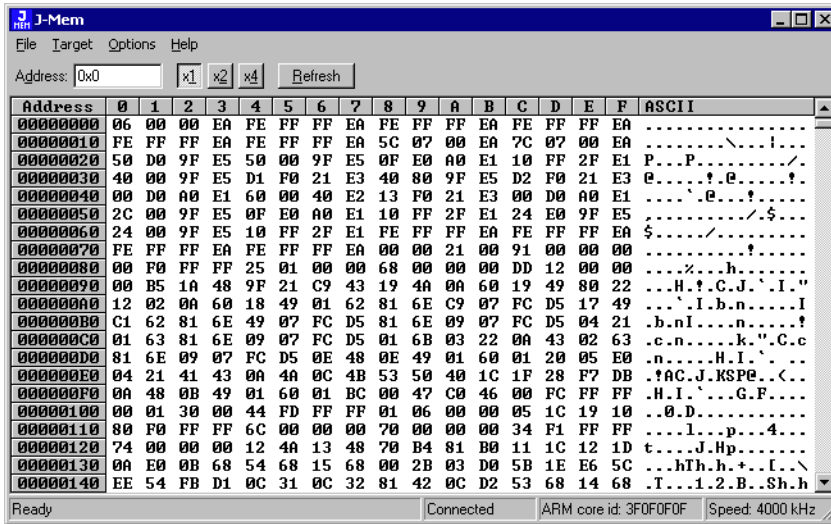 J-Mem
File Target Options Help
Address: 0x0 x1 x2 x4 Refresh
Address 0 1 2 3 4 5 6 7 8 9 A B C D E F ASCII
00000000 06 00 00 EA FE FF FF EA FE FF FF EA FE FF FF EA ................
00000010 FE FF FF EA FE FF FF EA 5C 07 00 EA 7C 07 00 EA ........\...|...
00000020 50 D0 9F E5 50 00 9F E5 0F E0 A0 E1 10 FF 2F E1 P...P........./.
00000030 40 00 9F E5 D1 F0 21 E3 40 80 9F E5 D2 F0 21 E3 @.....!.@.....!.
00000040 00 D0 A0 E1 60 00 40 E2 13 F0 21 E3 00 D0 A0 E1 ....`.@...!.....
00000050 2C 00 9F E5 0F E0 A0 E1 10 FF 2F E1 24 E0 9F E5 ,........./.$...
00000060 24 00 9F E5 10 FF 2F E1 FE FF FF EA FE FF FF EA $...../.........
00000070 FE FF FF EA FE FF FF EA 00 00 21 00 91 00 00 00 ..........!.....
00000080 00 F0 FF FF 25 01 00 00 68 00 00 00 DD 12 00 00 ....%...h.......
00000090 00 B5 1A 48 9F 21 C9 43 19 4A 0A 60 19 49 80 22 ...H.!.C.J.`.I."
000000A0 12 02 0A 60 18 49 01 62 81 6E C9 07 FC D5 17 49 ...`.I.b.n.....I
000000B0 C1 62 81 6E 49 07 FC D5 81 6E 09 07 FC D5 04 21 .b.nI....n.....!
000000C0 01 63 81 6E 09 07 FC D5 01 6B 03 22 0A 43 02 63 .c.n.....k.".C.c
000000D0 81 6E 09 07 FC D5 0E 48 0E 49 01 60 01 20 05 E0 .n.....H.I.`. ..
000000E0 04 21 41 43 0A 4A 0C 4B 53 50 40 1C 1F 28 F7 DB .!AC.J.KSP@..(..
000000F0 0A 48 0B 49 01 60 01 BC 00 47 C0 46 00 FC FF FF .H.I.`...G.F....
00000100 00 01 30 00 44 FD FF FF 01 06 00 00 05 1C 19 10 ..0.D...........
00000110 80 F0 FF FF 6C 00 00 00 70 00 00 00 34 F1 FF FF ....l...p...4...
00000120 74 00 00 00 12 4A 13 48 70 B4 81 B0 11 1C 12 1D t....J.Hp.......
00000130 0A E0 0B 68 54 68 15 68 00 2B 03 D0 5B 1E E6 5C ...hTh.h.+..[..\
00000140 EE 54 FB D1 0C 31 0C 32 81 42 0C D2 53 68 14 68 .T...1.2.B..Sh.h
Ready Connected ARM core id: 3F0F0F0F Speed: 4000 kHz